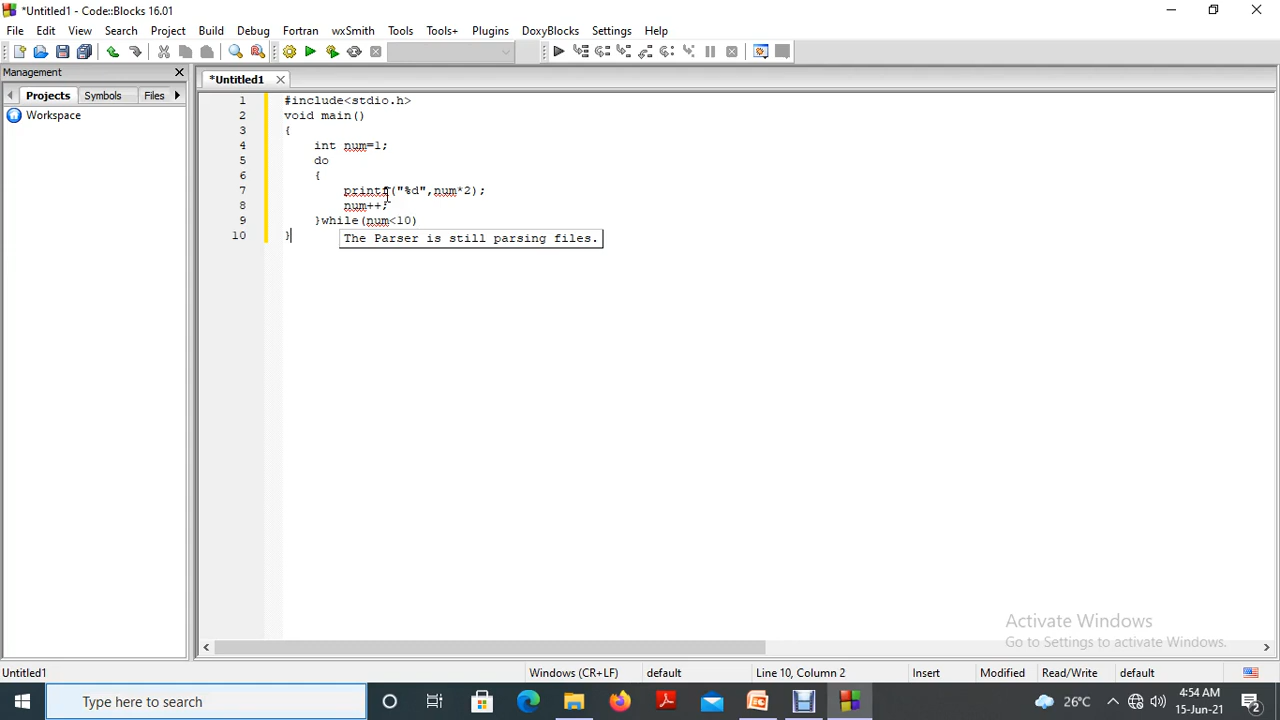 *Untitled1 - Code::Blocks 16.01
File Edit View Search Project Build Debug Fortran wxSmith Tools Tools+ Plugins DoxyBlocks Settings Help
Management
*Untitled1
Projects Symbols Files
Workspace
1 #include<stdio.h>
2 void main()
3 {
4 int num=1;
5 do
6 {
7 printf("%d",num*2);
8 num++;
9 }while(num<10)
10 }
The Parser is still parsing files.
Activate Windows
Go to Settings to activate Windows.
Untitled1 Windows (CR+LF) default Line 10, Column 2 Insert Modified Read/Write default
Type here to search
26°C
4:54 AM
15-Jun-21
2